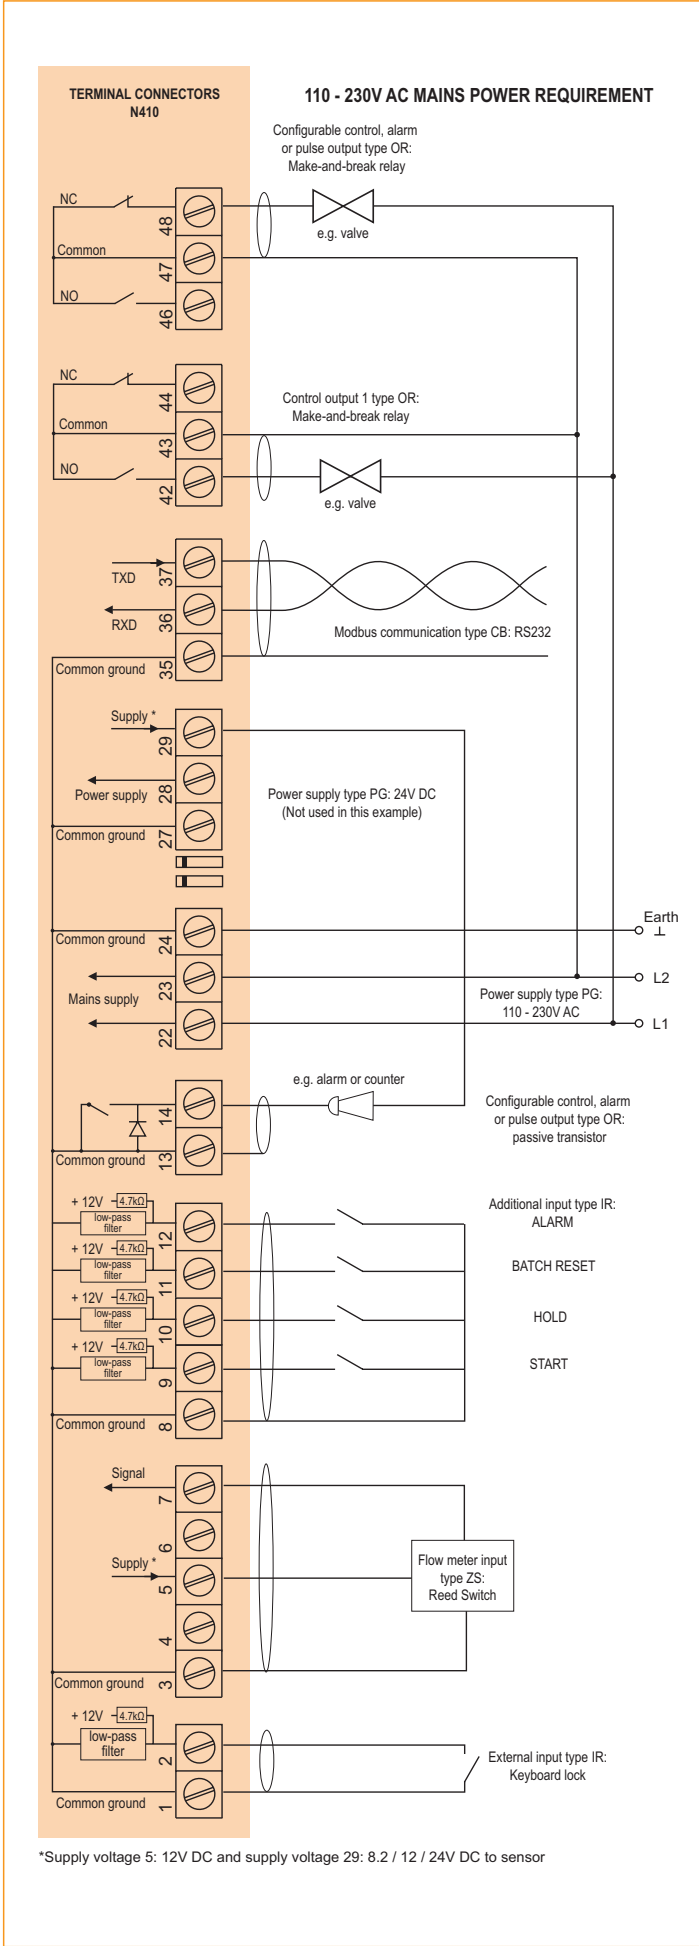 TERMINAL CONNECTORS
N410
110 - 230V AC MAINS POWER REQUIREMENT
Configurable control, alarm
or pulse output type OR:
Make-and-break relay
NC
48
e.g. valve
Common
47
NO
46
NC
44
Control output 1 type OR:
Make-and-break relay
Common
43
NO
42
e.g. valve
TXD
37
RXD
36
Modbus communication type CB: RS232
Common ground
35
Supply *
29
Power supply
28
Power supply type PG: 24V DC
(Not used in this example)
Common ground
27
Earth
Common ground
24
23
L2
Mains supply
Power supply type PG:
110 - 230V AC
22
L1
e.g. alarm or counter
14
Configurable control, alarm
or pulse output type OR:
passive transistor
Common ground
13
+ 12V
4.7kΩ
low-pass
filter
12
Additional input type IR:
ALARM
+ 12V
4.7kΩ
low-pass
filter
11
BATCH RESET
+ 12V
4.7kΩ
low-pass
filter
10
HOLD
+ 12V
4.7kΩ
low-pass
filter
9
START
Common ground
8
Signal
7
6
Supply *
5
Flow meter input
type ZS:
Reed Switch
4
Common ground
3
+ 12V
4.7kΩ
low-pass
filter
2
External input type IR:
Keyboard lock
Common ground
1
*Supply voltage 5: 12V DC and supply voltage 29: 8.2 / 12 / 24V DC to sensor